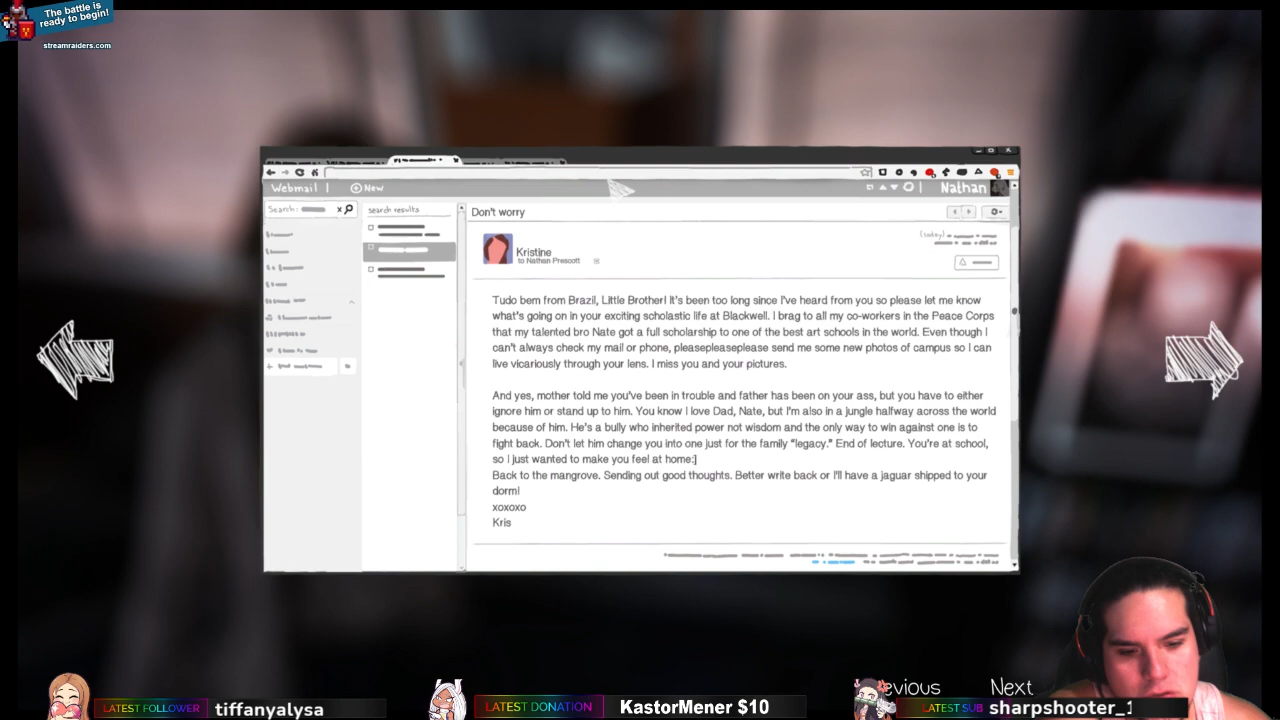 The battle is
ready to begin!
streamraiders.com
Webmail |
New
Nathan
Search:
x
search results
Don't worry
Kristine
to Nathan Prescott
(today)
Tudo bem from Brazil, Little Brother! It's been too long since I've heard from you so please let me know
what's going on in your exciting scholastic life at Blackwell. I brag to all my co-workers in the Peace Corps
that my talented bro Nate got a full scholarship to one of the best art schools in the world. Even though I
can't always check my mail or phone, pleasepleaseplease send me some new photos of campus so I can
live vicariously through your lens. I miss you and your pictures.
And yes, mother told me you've been in trouble and father has been on your ass, but you have to either
ignore him or stand up to him. You know I love Dad, Nate, but I'm also in a jungle halfway across the world
because of him. He's a bully who inherited power not wisdom and the only way to win against one is to
fight back. Don't let him change you into one just for the family "legacy." End of lecture. You're at school,
so I just wanted to make you feel at home:]
Back to the mangrove. Sending out good thoughts. Better write back or I'll have a jaguar shipped to your
dorm!
xoxoxo
Kris
evious
Next
LATEST FOLLOWER
tiffanyalysa
LATEST DONATION
KastorMener $10
LATEST SUB
sharpshooter_1